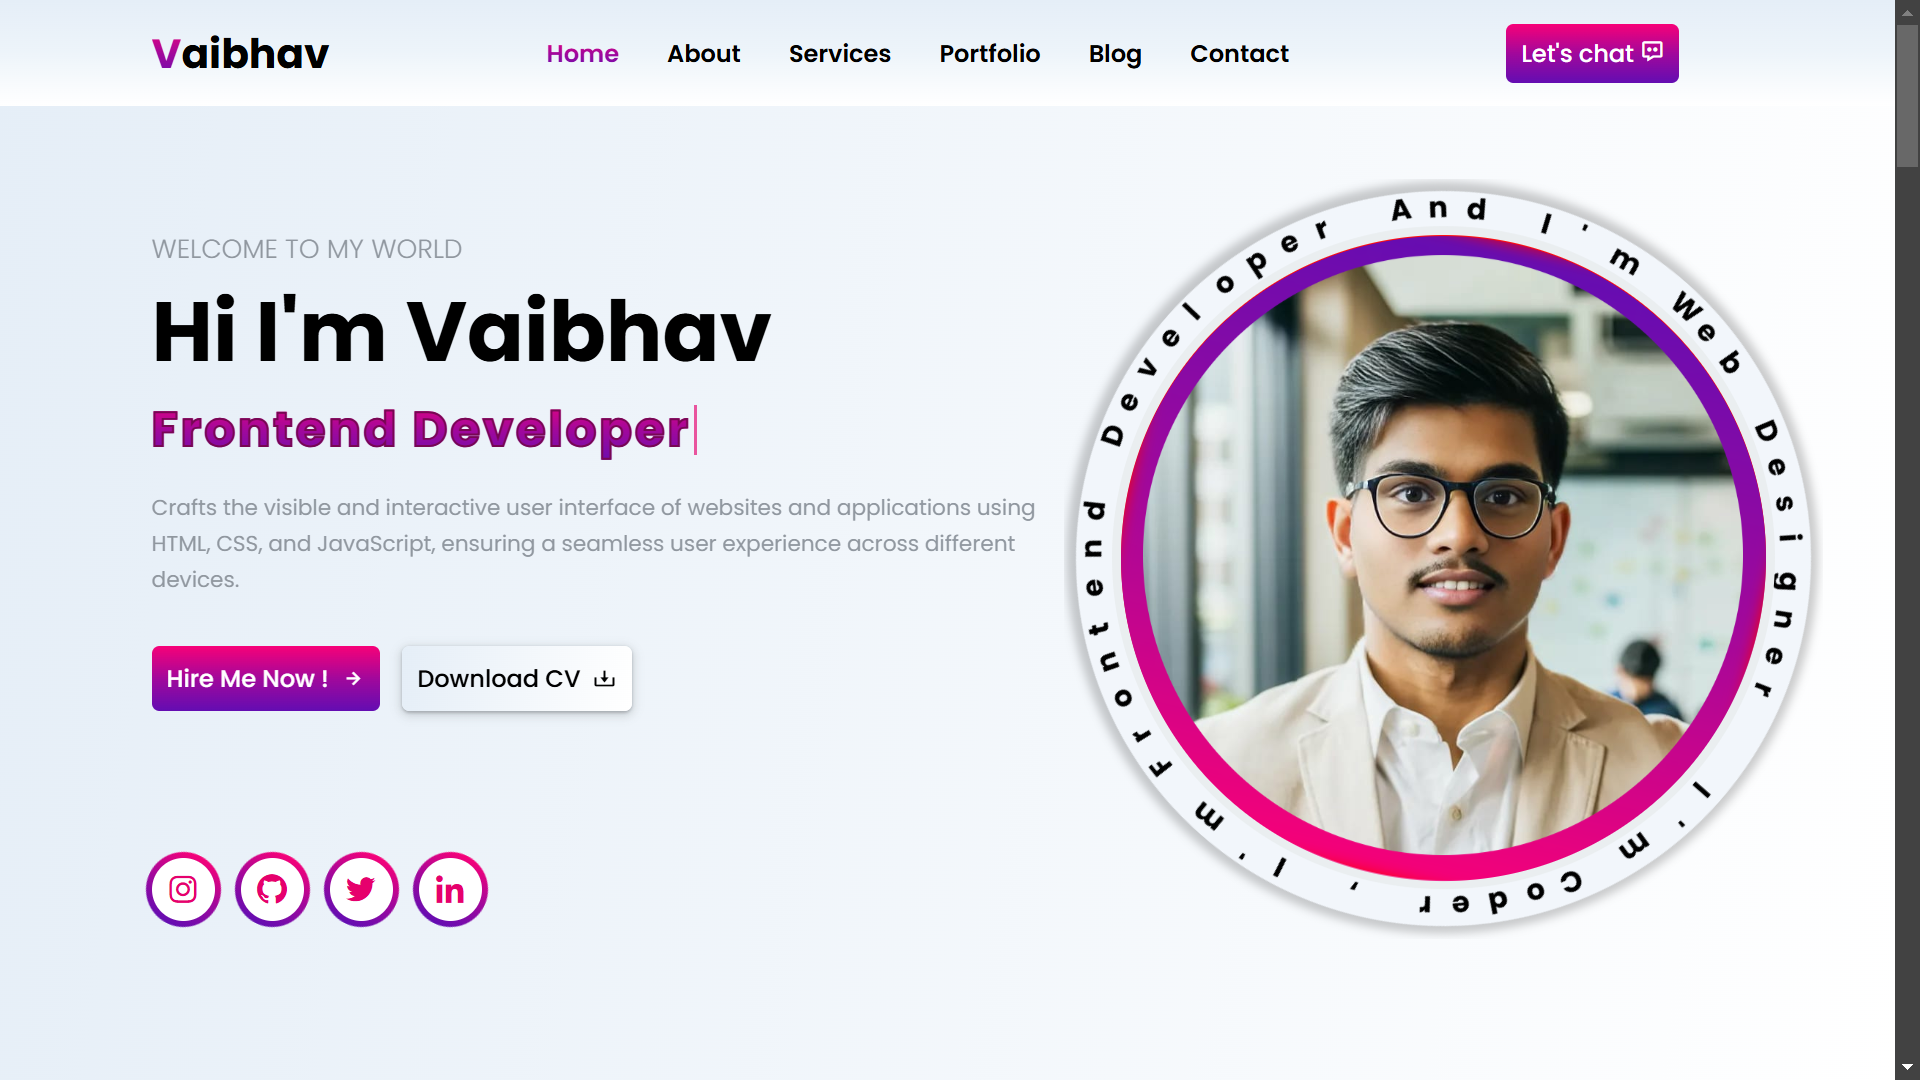 Vaibhav
Home
About
Services
Portfolio
Blog
Contact
Let's chat
WELCOME TO MY WORLD
Hi I'm Vaibhav
Frontend Developer
Crafts the visible and interactive user interface of websites and applications using
HTML, CSS, and JavaScript, ensuring a seamless user experience across different
devices.
Hire Me Now !
Download CV
I'm Frontend Developer And I'm Web Designer I'm Coder ,